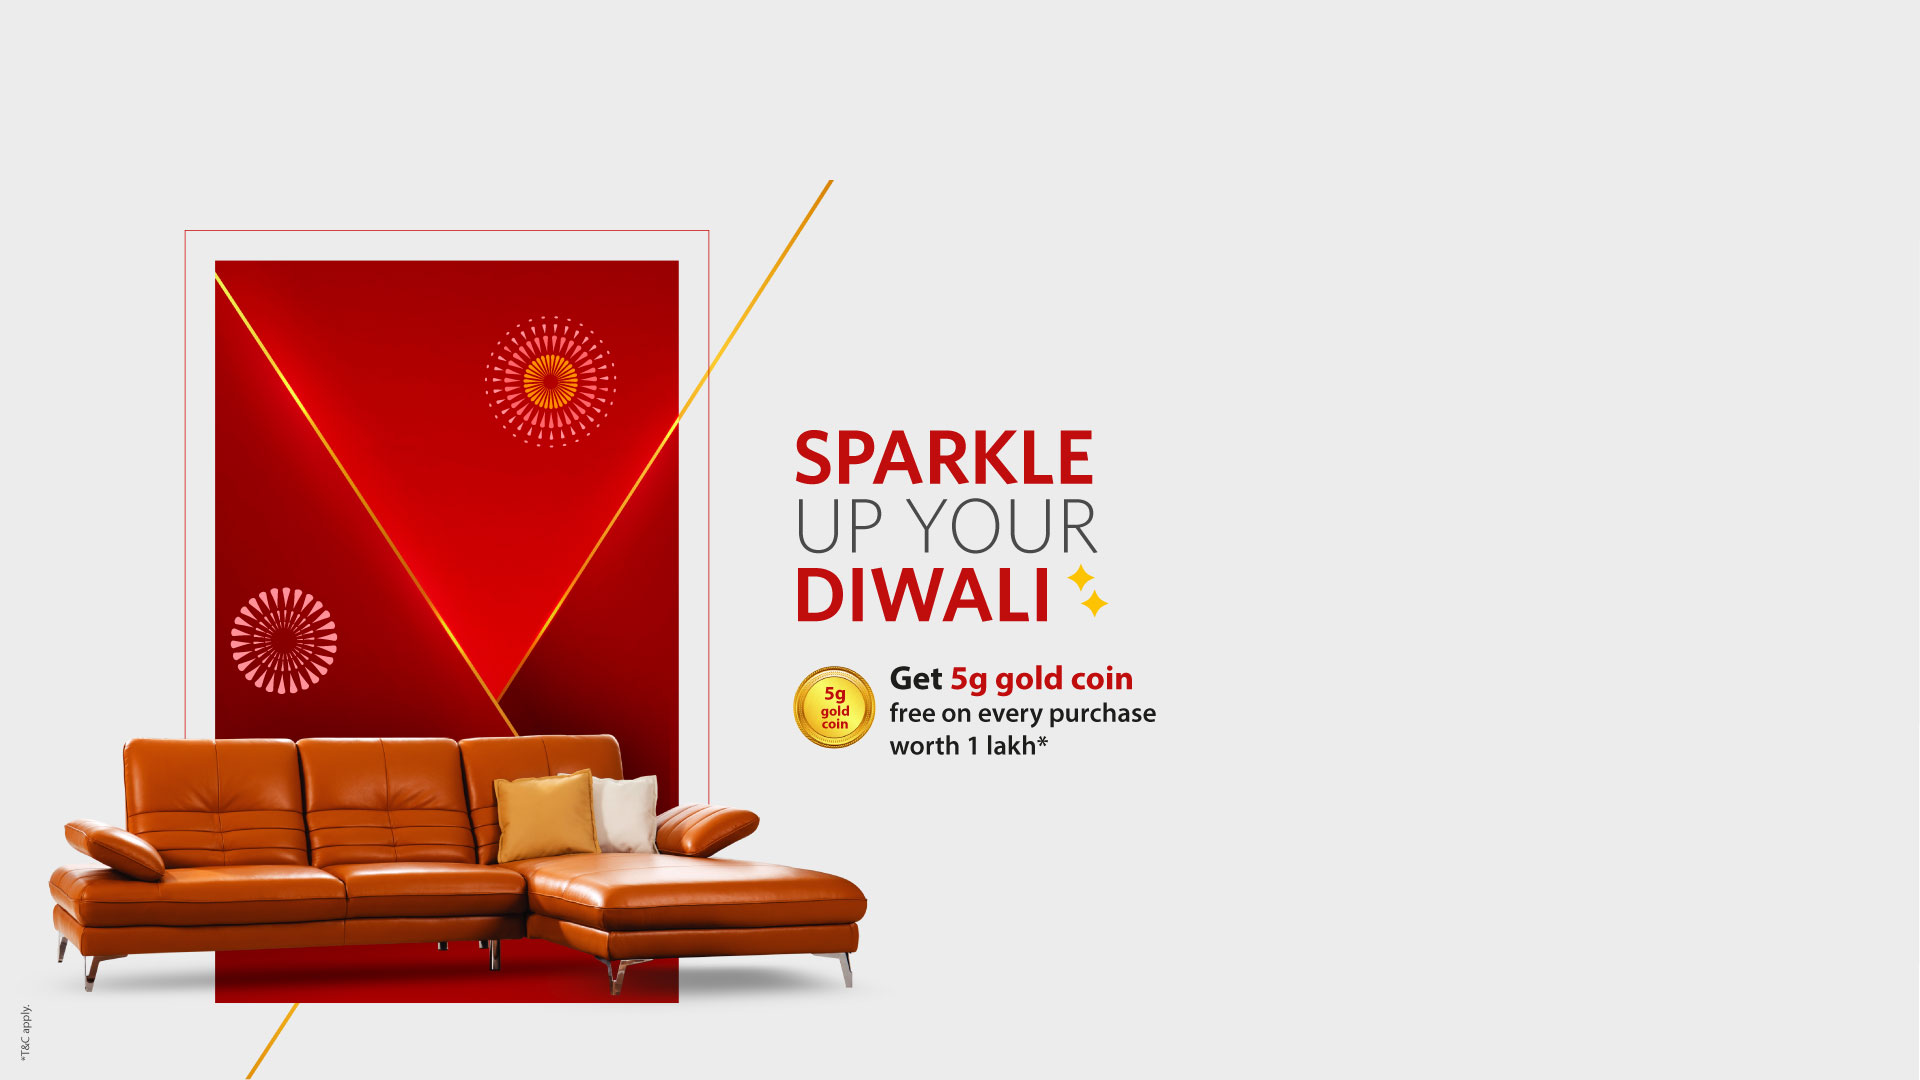 SPARKLE
UP YOUR
DIWALI
5g
gold
coin
Get 5g gold coin
free on every purchase
worth 1 lakh*
*T&C apply.